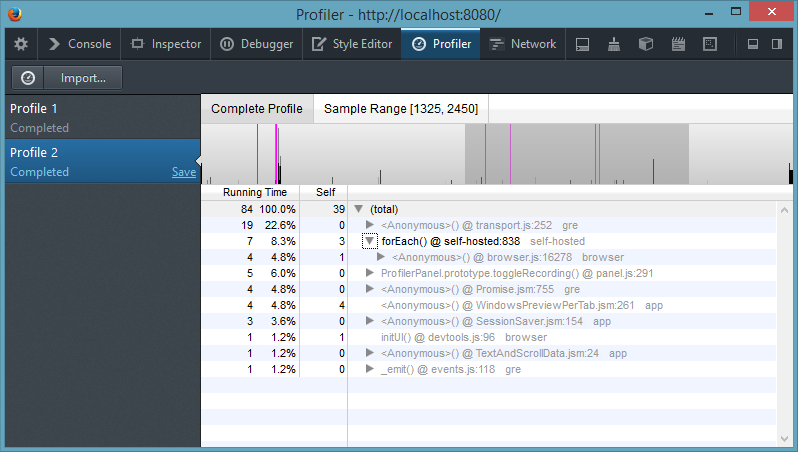 Profiler - http://localhost:8080/
Console Inspector Debugger Style Editor Profiler Network
Import...
Profile 1
Completed
Profile 2
Completed Save
Complete Profile Sample Range [1325, 2450]
Running Time Self
84 100.0% 39 (total)
19 22.6% 0 <Anonymous>() @ transport.js:252 gre
7 8.3% 3 forEach() @ self-hosted:838 self-hosted
4 4.8% 1 <Anonymous>() @ browser.js:16278 browser
5 6.0% 0 ProfilerPanel.prototype.toggleRecording() @ panel.js:291
4 4.8% 0 <Anonymous>() @ Promise.jsm:755 gre
4 4.8% 4 <Anonymous>() @ WindowsPreviewPerTab.jsm:261 app
3 3.6% 0 <Anonymous>() @ SessionSaver.jsm:154 app
1 1.2% 1 initUI() @ devtools.js:96 browser
1 1.2% 0 <Anonymous>() @ TextAndScrollData.jsm:24 app
1 1.2% 0 _emit() @ events.js:118 gre